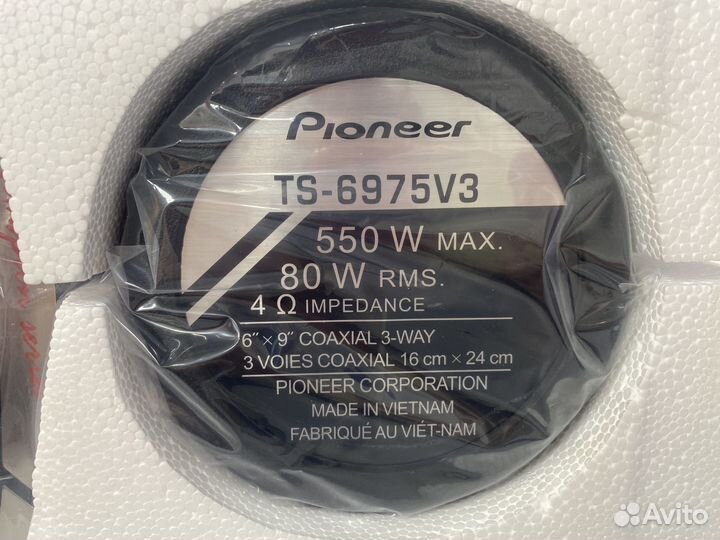 Pioneer
TS-6975V3
550 W MAX.
80 W RMS.
4 Ω IMPEDANCE
6˝ × 9˝ COAXIAL 3-WAY
3 VOIES COAXIAL 16 cm × 24 cm
PIONEER CORPORATION
MADE IN VIETNAM
FABRIQUÉ AU VIÉT-NAM
Avito